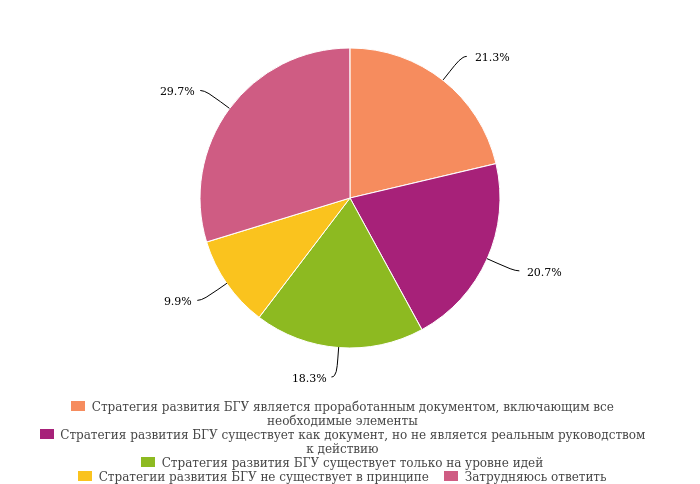 21.3%
29.7%
20.7%
9.9%
18.3%
Стратегия развития БГУ является проработанным документом, включающим все
необходимые элементы
Стратегия развития БГУ существует как документ, но не является реальным руководством
к действию
Стратегия развития БГУ существует только на уровне идей
Стратегии развития БГУ не существует в принципе Затрудняюсь ответить